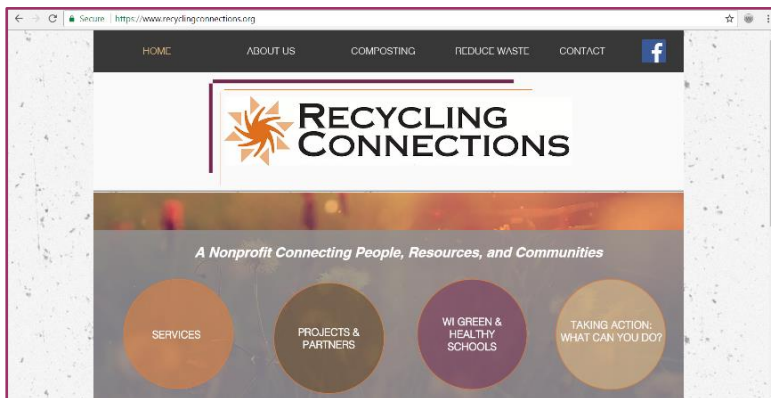 Secure | https://www.recyclingconnections.org
HOME ABOUT US COMPOSTING REDUCE WASTE CONTACT f
RECYCLING
CONNECTIONS
A Nonprofit Connecting People, Resources, and Communities
SERVICES
PROJECTS &
PARTNERS
WI GREEN &
HEALTHY
SCHOOLS
TAKING ACTION:
WHAT CAN YOU DO?